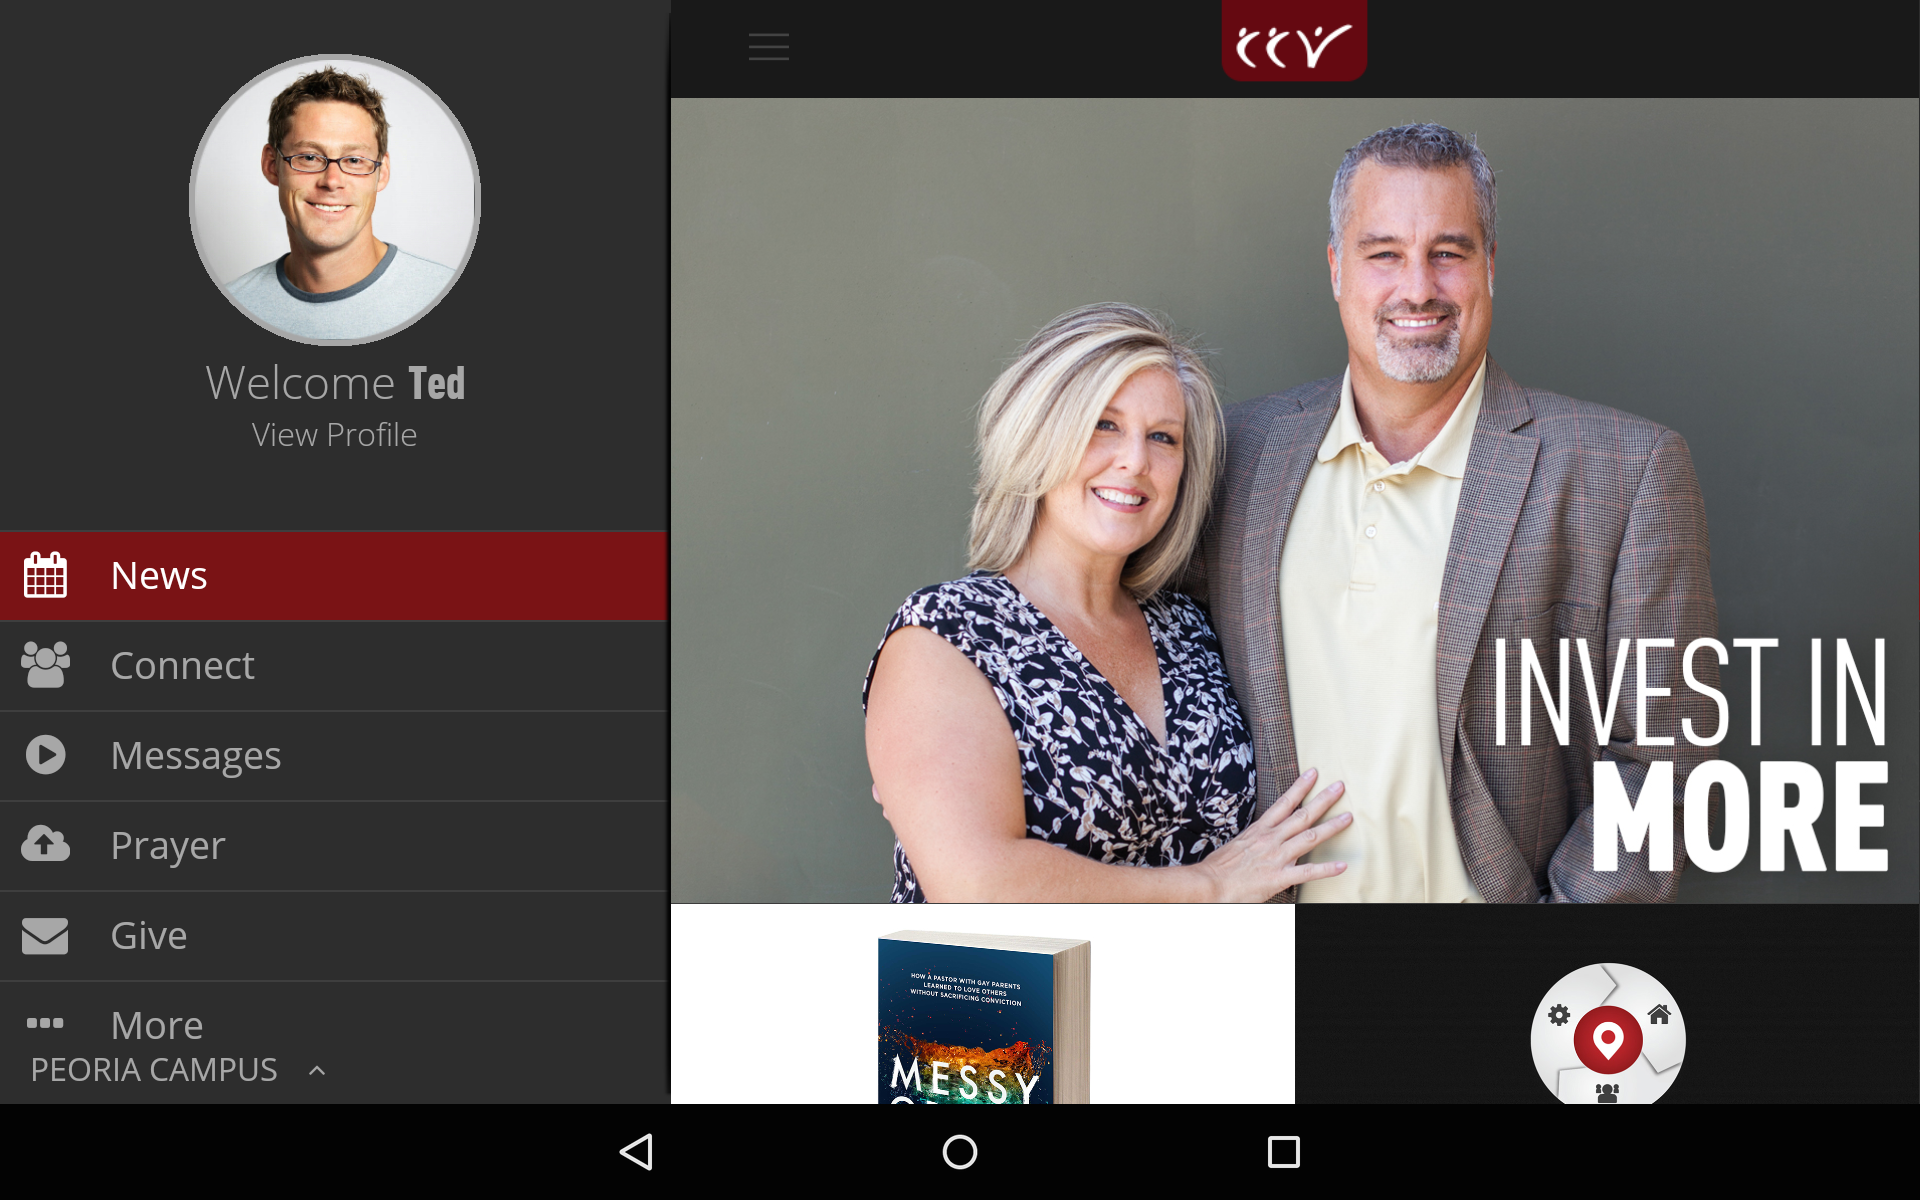 Welcome Ted
View Profile
News
Connect
Messages
Prayer
Give
More
PEORIA CAMPUS
CCV
INVEST IN
MORE
HOW A PASTOR WITH GAY PARENTS
LEARNED TO LOVE OTHERS
WITHOUT SACRIFICING CONVICTION
MESSY